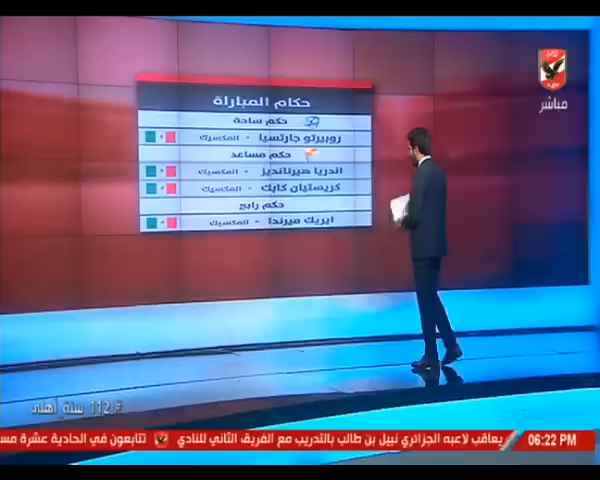 مباشر
حكام المباراة
حكم ساحة
روبيرتو جارتسيا - المكسيك
حكم مساعد
اندريا هيرنانديز - المكسيك
كريستيان كايك - المكسيك
حكم رابع
ايريك ميرندا - المكسيك
#112 سنة أهلي
يعاقب لاعبه الجزائري نبيل بن طالب بالتدريب مع الفريق الثاني للنادي
تتابعون في الحادية عشرة مس
06:22 PM